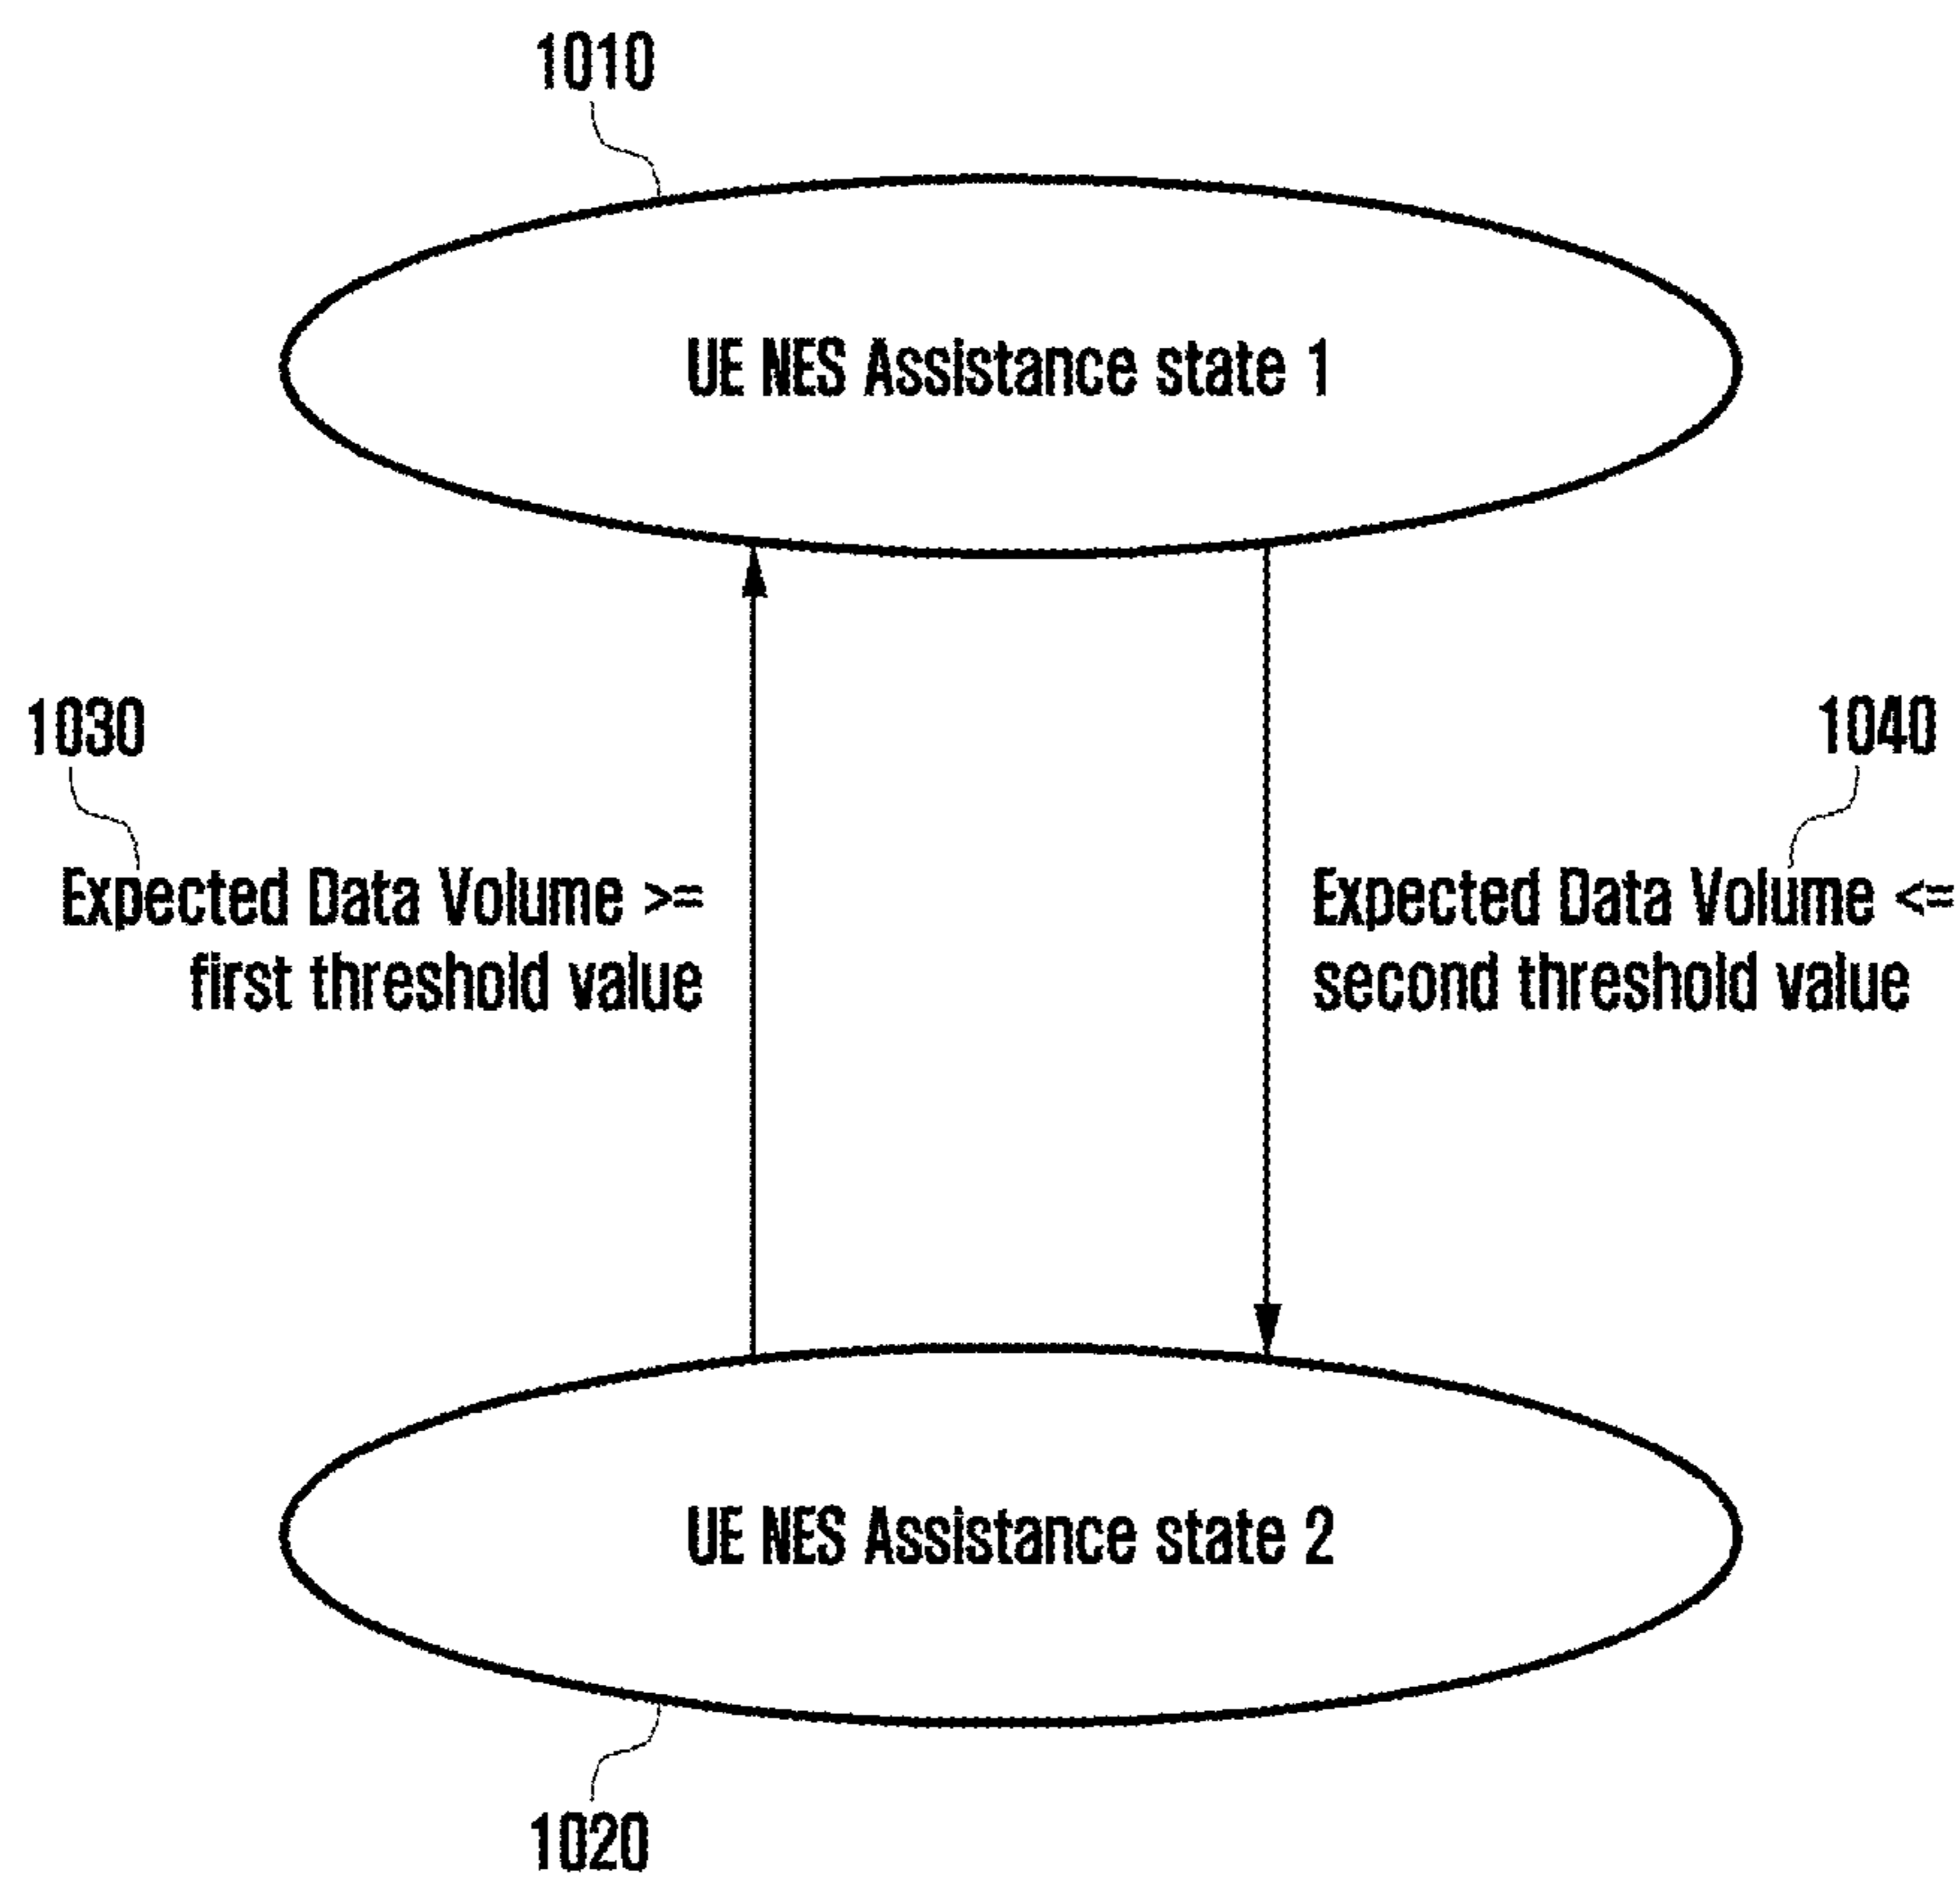 1010
UE NES Assistance state 1
1030
1040
Expected Data Volume >=
first threshold value
Expected Data Volume <=
second threshold value
UE NES Assistance state 2
1020